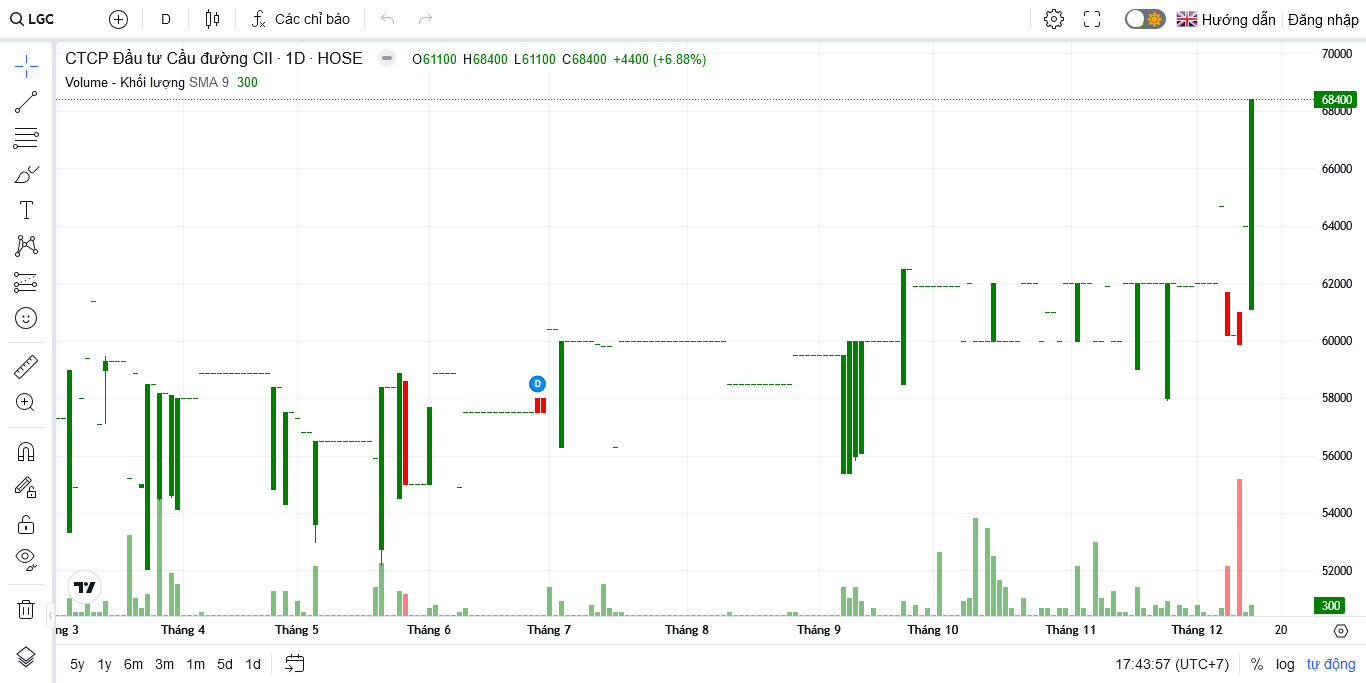 LGC D Các chỉ báo Hướng dẫn Đăng nhập
CTCP Đầu tư Cầu đường CII · 1D · HOSE O61100 H68400 L61100 C68400 +4400 (+6.88%)
Volume - Khối lượng SMA 9 300
70000
68400
68000
66000
64000
62000
60000
58000
56000
54000
52000
300
D
ng 3 Tháng 4 Tháng 5 Tháng 6 Tháng 7 Tháng 8 Tháng 9 Tháng 10 Tháng 11 Tháng 12 20
5y 1y 6m 3m 1m 5d 1d 17:43:57 (UTC+7) % log tự động